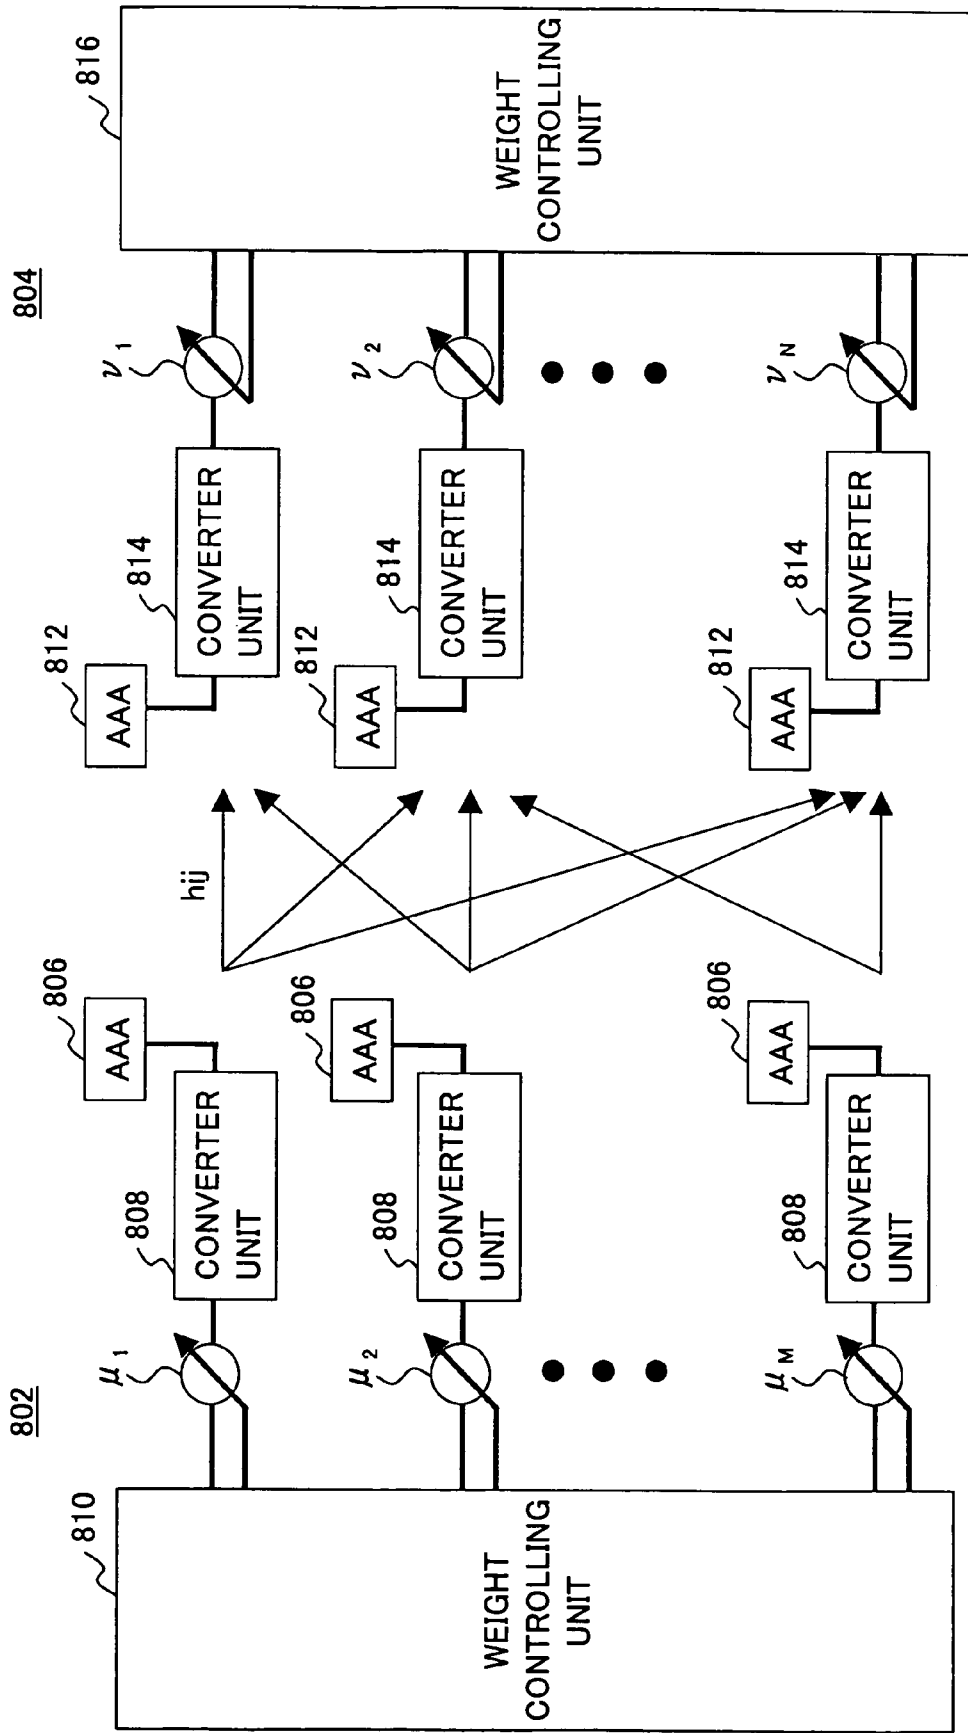 802
804
810
WEIGHT
CONTROLLING
UNIT
μ1
808
CONVERTER
UNIT
806
AAA
hij
812
AAA
814
CONVERTER
UNIT
ν1
816
WEIGHT
CONTROLLING
UNIT
μ2
808
CONVERTER
UNIT
806
AAA
812
AAA
814
CONVERTER
UNIT
ν2
μM
808
CONVERTER
UNIT
806
AAA
812
AAA
814
CONVERTER
UNIT
νN